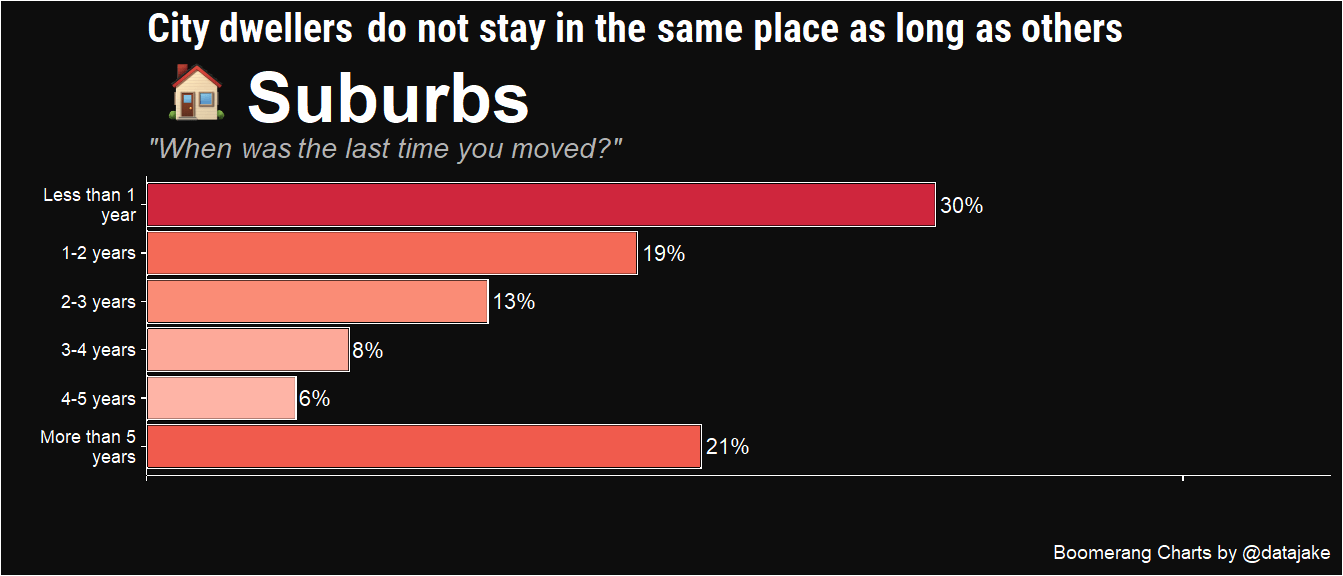 City dwellers do not stay in the same place as long as others
Suburbs
"When was the last time you moved?"
Less than 1
year
30%
1-2 years
19%
2-3 years
13%
3-4 years
8%
4-5 years
6%
More than 5
years
21%
Boomerang Charts by @datajake